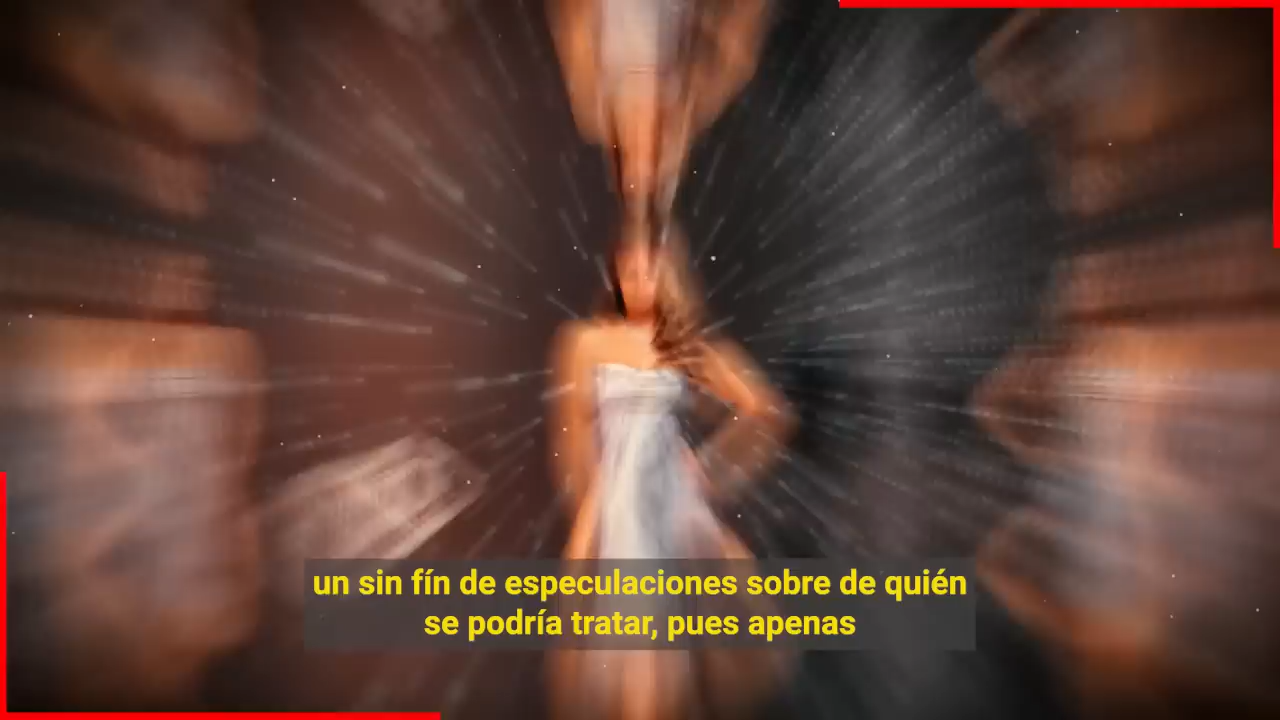 un sin fín de especulaciones sobre de quién
se podría tratar, pues apenas